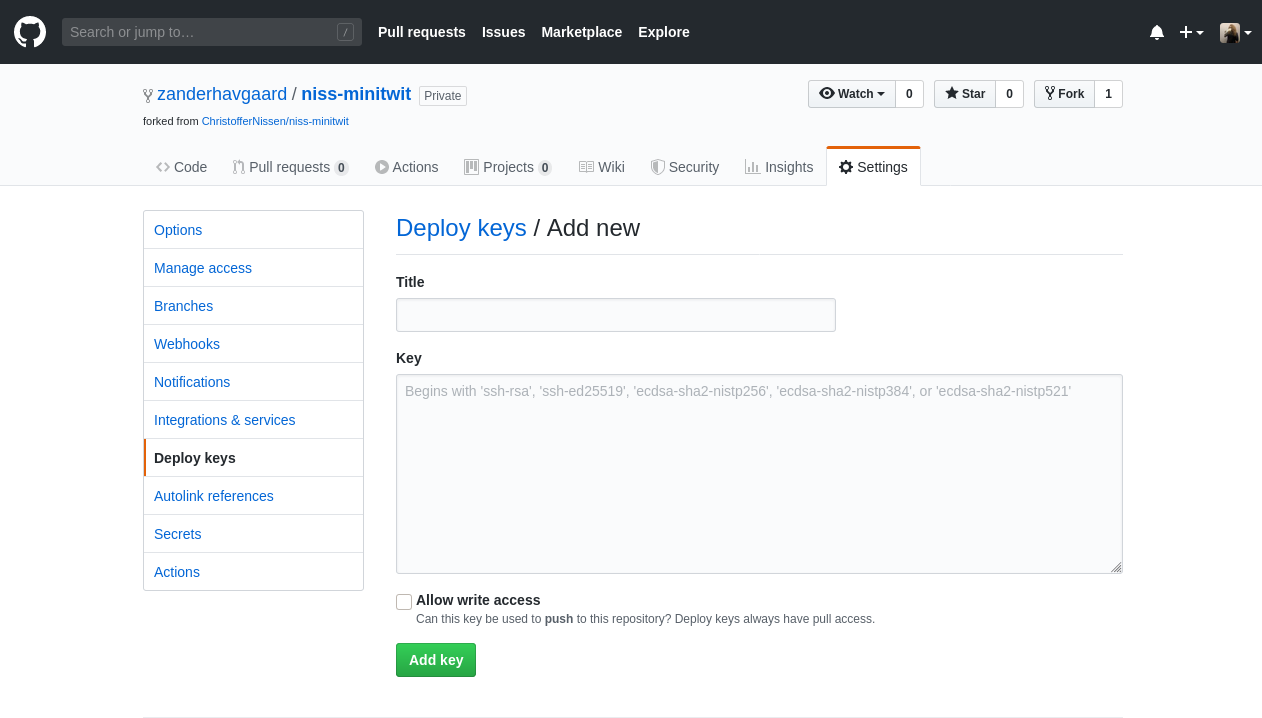 Search or jump to… /
Pull requests Issues Marketplace Explore
zanderhavgaard / niss-minitwit Private
forked from ChristofferNissen/niss-minitwit
Watch 0 Star 0 Fork 1
Code Pull requests 0 Actions Projects 0 Wiki Security Insights Settings
Options
Manage access
Branches
Webhooks
Notifications
Integrations & services
Deploy keys
Autolink references
Secrets
Actions
Deploy keys / Add new
Title
Key
Begins with 'ssh-rsa', 'ssh-ed25519', 'ecdsa-sha2-nistp256', 'ecdsa-sha2-nistp384', or 'ecdsa-sha2-nistp521'
Allow write access
Can this key be used to push to this repository? Deploy keys always have pull access.
Add key